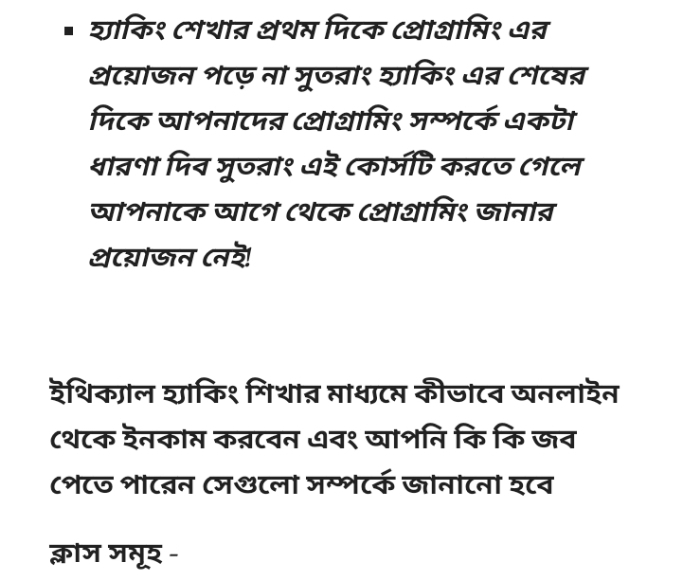 ▪ হ্যাকিং শেখার প্রথম দিকে প্রোগ্রামিং এর
প্রয়োজন পড়ে না সুতরাং হ্যাকিং এর শেষের
দিকে আপনাদের প্রোগ্রামিং সম্পর্কে একটা
ধারণা দিব সুতরাং এই কোর্সটি করতে গেলে
আপনাকে আগে থেকে প্রোগ্রামিং জানার
প্রয়োজন নেই!
ইথিক্যাল হ্যাকিং শিখার মাধ্যমে কীভাবে অনলাইন
থেকে ইনকাম করবেন এবং আপনি কি কি জব
পেতে পারেন সেগুলো সম্পর্কে জানানো হবে
ক্লাস সমূহ -